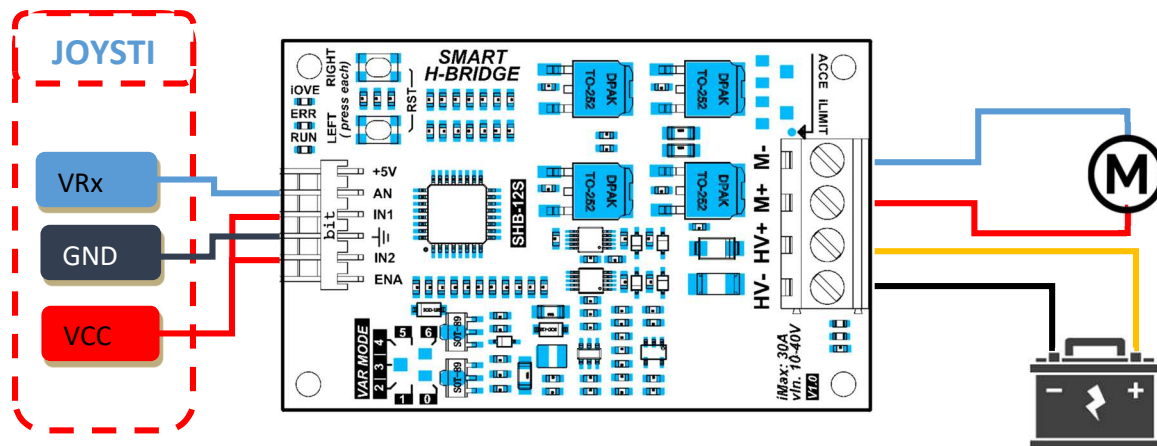 JOYSTI
VRx
GND
VCC
SMART
H-BRIDGE
RIGHT
LEFT
(press each)
RST
iOVE
ERR
RUN
+5V
AN
IN1
IN2
ENA
bit
SHB-12S
DPAK
TO-252
DPAK
TO-252
DPAK
TO-252
DPAK
TO-252
ACCE
iLIMIT
M-
M+
HV+
HV-
M
VAR MODE
2
3
4
5
6
1
0
SOT-89
SOT-89
iMax: 30A
vIn. 10-40V
V1.0